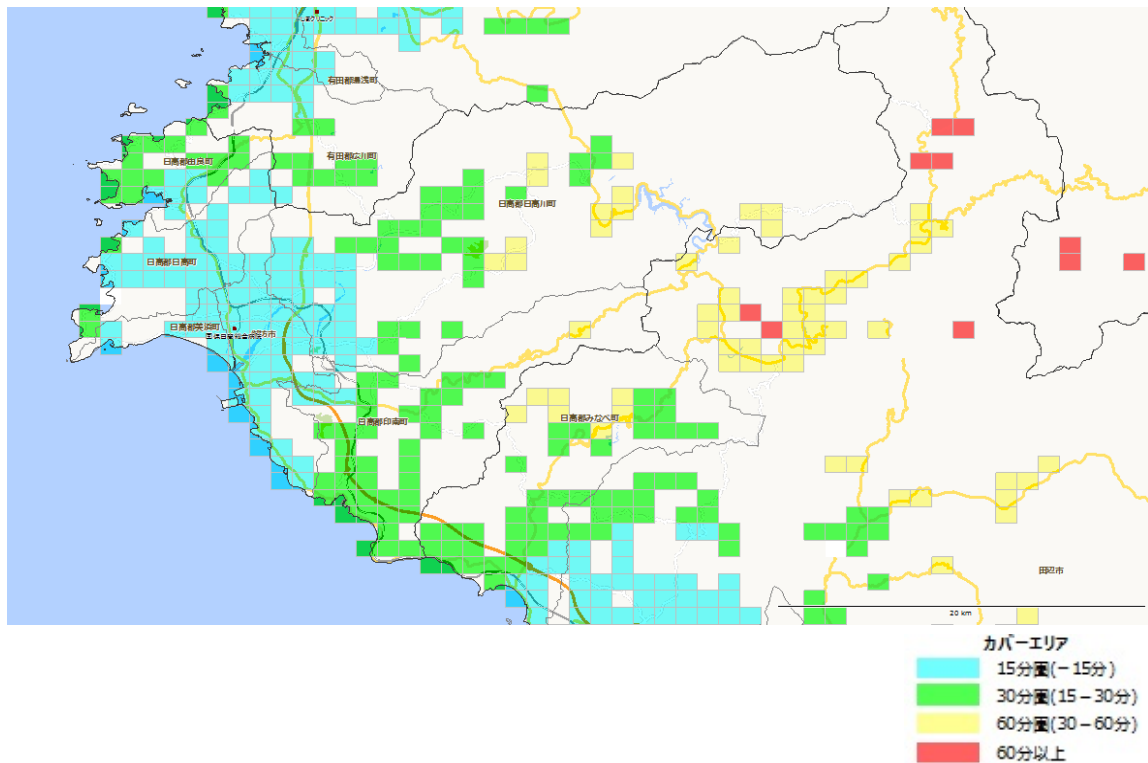 有田郡湯浅町
有田郡広川町
日高郡由良町
日高郡日高川町
日高郡日高町
日高郡美浜町
日高郡印南町
日高郡みなべ町
田辺市
20 km
カバーエリア
15分圏(－15分)
30分圏(15－30分)
60分圏(30－60分)
60分以上